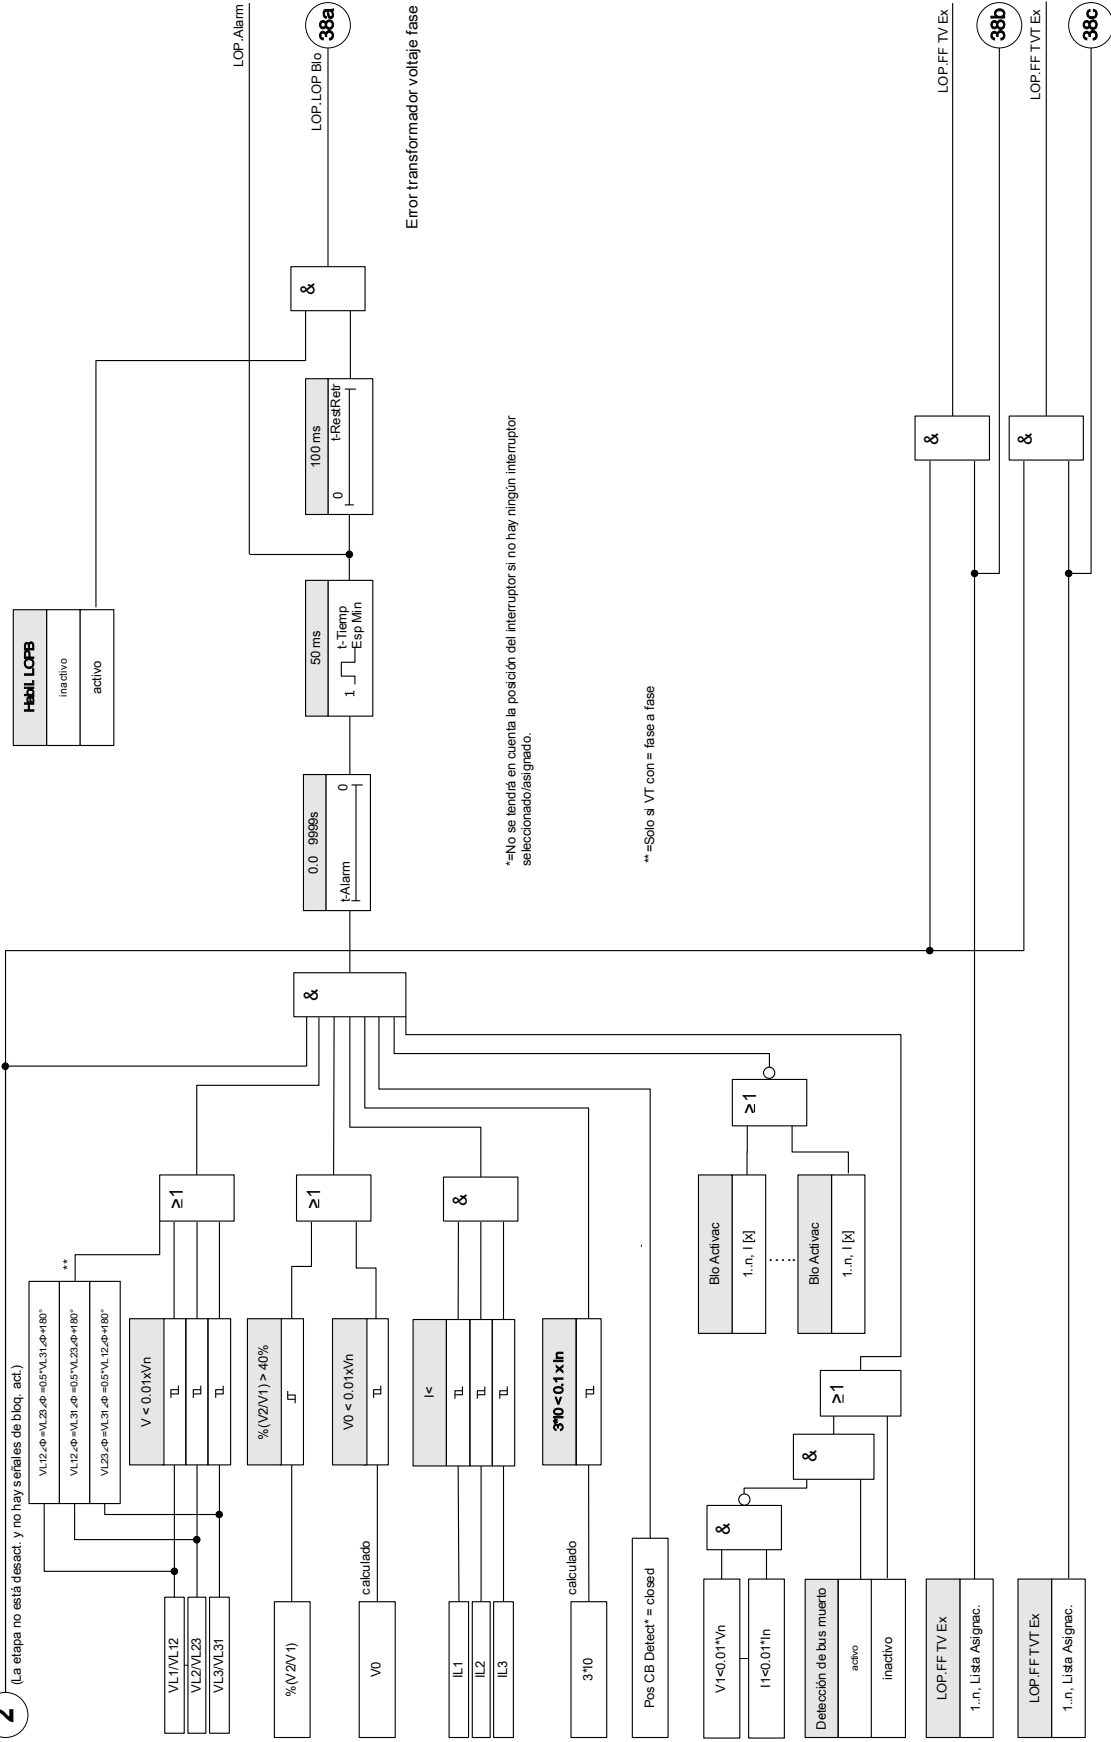 2
(La etapa no está desact. y no hay señales de bloq. act.)
VL12∠Φ =VL23∠Φ =0.5*VL31∠Φ+180°
VL12∠Φ =VL31∠Φ =0.5*VL23∠Φ+180°
VL23∠Φ =VL31∠Φ =0.5*VL12∠Φ+180°
**
VL1/VL12
VL2/VL23
VL3/VL31
V < 0.01xVn
≥1
%(V2/V1)
%(V2/V1) > 40%
V0
calculado
V0 < 0.01xVn
≥1
IL1
IL2
IL3
I<
&
3*I0
calculado
3*I0 < 0.1 x In
Pos CB Detect* = closed
V1<0.01*Vn
I1<0.01*In
&
Detección de bus muerto
activo
inactivo
&
≥1
Blo Activac
1..n, I [x]
......
Blo Activac
1..n, I [x]
≥1
&
0.0 9999s
t-Alarm
0
50 ms
1
t-Tiemp
Esp Min
100 ms
0
t-RestRetr
Habil. LOPB
inactivo
activo
&
LOP.Alarm
LOP.LOP Blo
38a
Error transformador voltaje fase
*=No se tendrá en cuenta la posición del interruptor si no hay ningún interruptor
seleccionado/asignado.
** =Solo si VT con = fase a fase
LOP.FF TV Ex
1..n, Lista Asignac.
&
LOP.FF TV Ex
38b
LOP.FF TVT Ex
1..n, Lista Asignac.
&
LOP.FF TVT Ex
38c